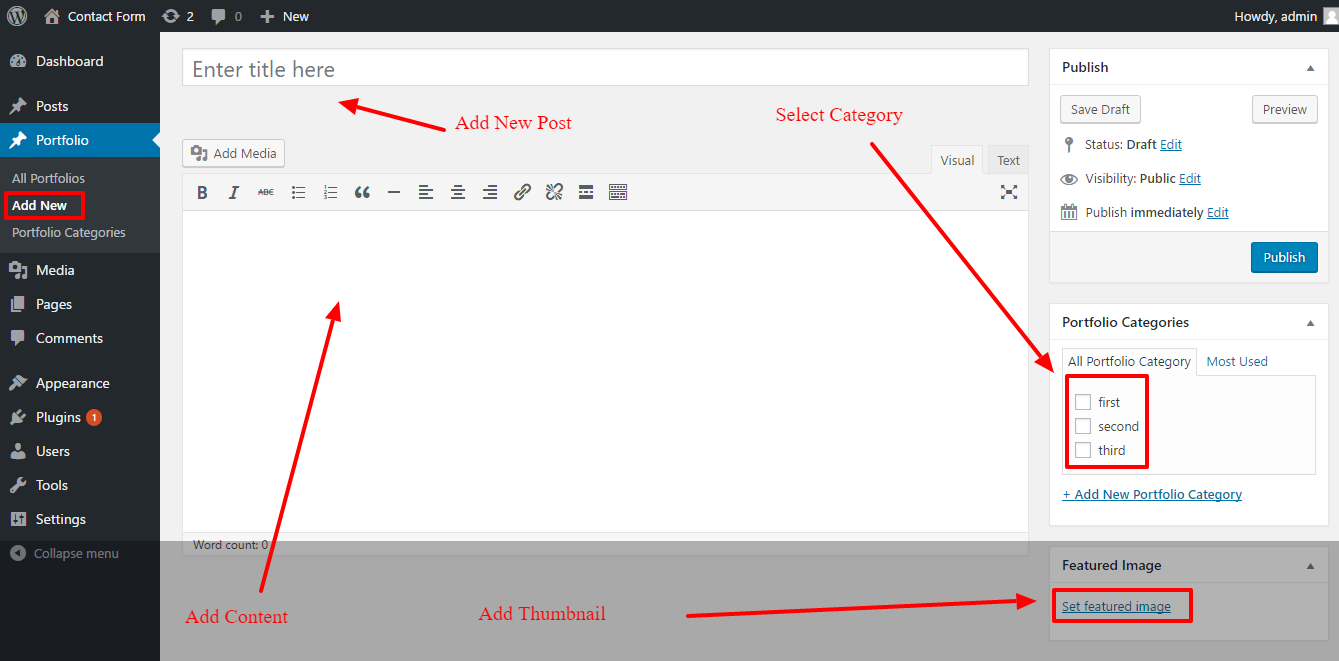 Contact Form 2 0 New Howdy, admin
Dashboard
Posts
Portfolio
All Portfolios
Add New
Portfolio Categories
Media
Pages
Comments
Appearance
Plugins 1
Users
Tools
Settings
Collapse menu
Enter title here
Add New Post
Select Category
Add Media
Visual Text
B I ABC
Word count: 0
Add Content
Add Thumbnail
Publish
Save Draft Preview
Status: Draft Edit
Visibility: Public Edit
Publish immediately Edit
Publish
Portfolio Categories
All Portfolio Category Most Used
first
second
third
+ Add New Portfolio Category
Featured Image
Set featured image